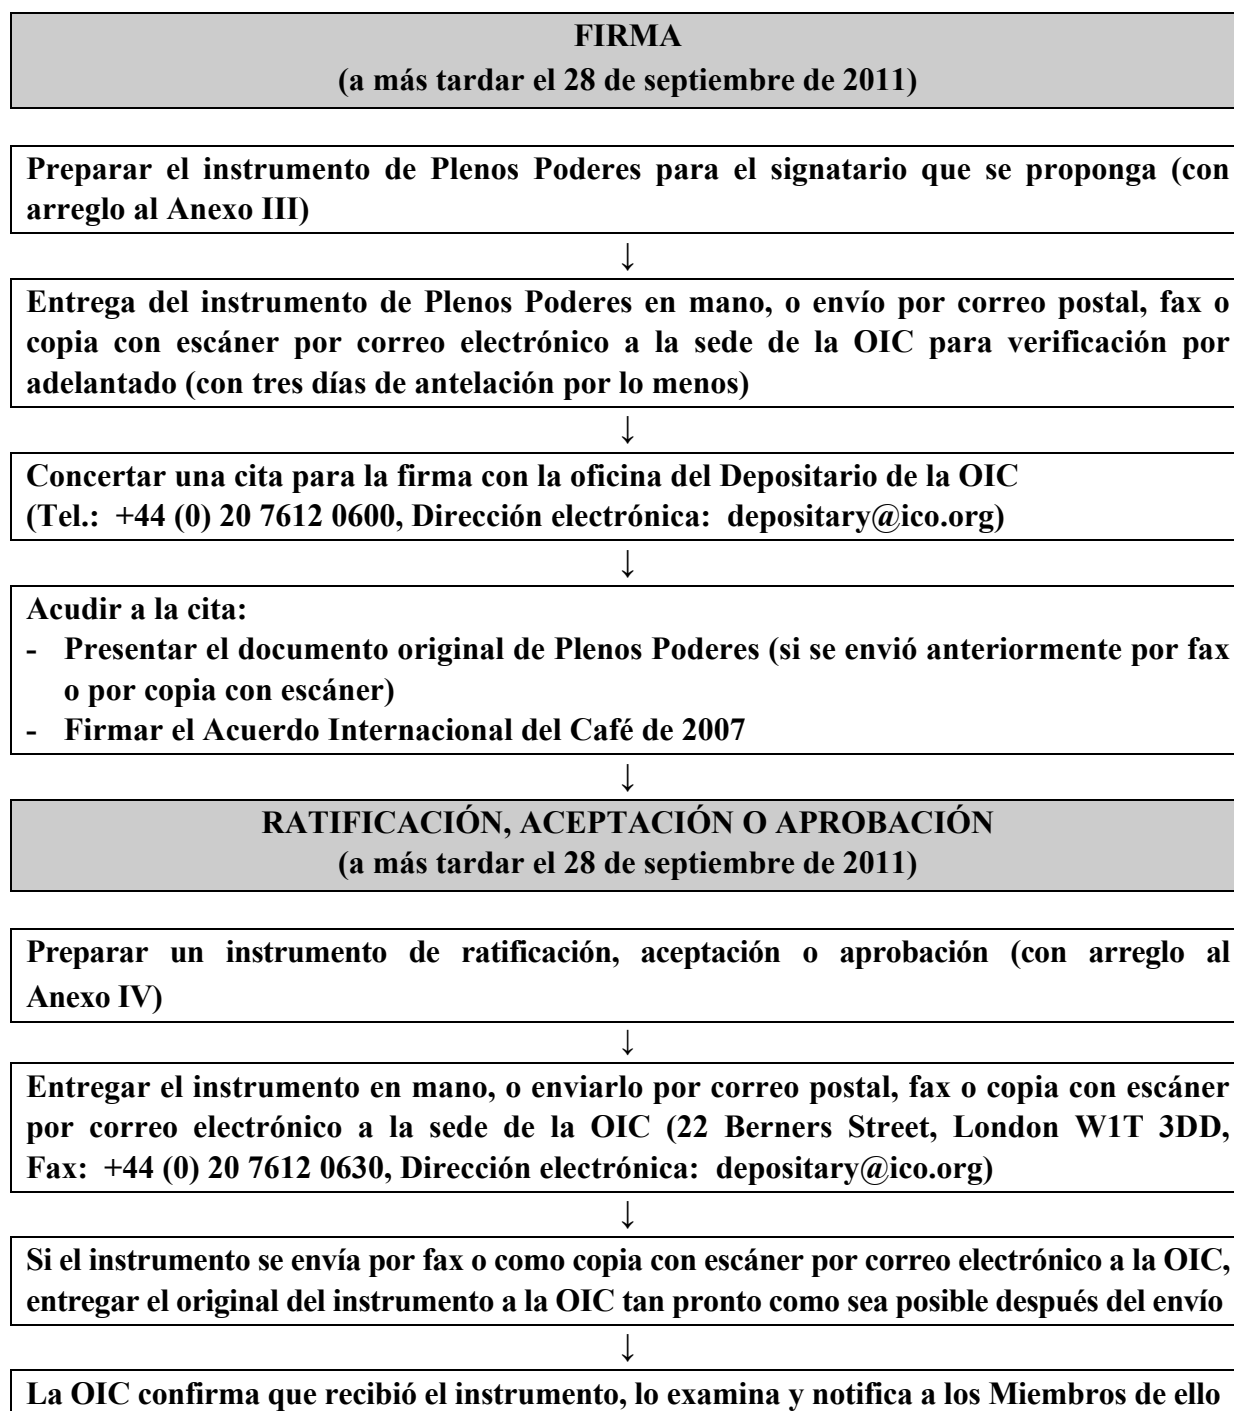 FIRMA
(a más tardar el 28 de septiembre de 2011)
Preparar el instrumento de Plenos Poderes para el signatario que se proponga (con
arreglo al Anexo III)
↓
Entrega del instrumento de Plenos Poderes en mano, o envío por correo postal, fax o
copia con escáner por correo electrónico a la sede de la OIC para verificación por
adelantado (con tres días de antelación por lo menos)
↓
Concertar una cita para la firma con la oficina del Depositario de la OIC
(Tel.: +44 (0) 20 7612 0600, Dirección electrónica: depositary@ico.org)
↓
Acudir a la cita:
- Presentar el documento original de Plenos Poderes (si se envió anteriormente por fax
o por copia con escáner)
- Firmar el Acuerdo Internacional del Café de 2007
↓
RATIFICACIÓN, ACEPTACIÓN O APROBACIÓN
(a más tardar el 28 de septiembre de 2011)
Preparar un instrumento de ratificación, aceptación o aprobación (con arreglo al
Anexo IV)
↓
Entregar el instrumento en mano, o enviarlo por correo postal, fax o copia con escáner
por correo electrónico a la sede de la OIC (22 Berners Street, London W1T 3DD,
Fax: +44 (0) 20 7612 0630, Dirección electrónica: depositary@ico.org)
↓
Si el instrumento se envía por fax o como copia con escáner por correo electrónico a la OIC,
entregar el original del instrumento a la OIC tan pronto como sea posible después del envío
↓
La OIC confirma que recibió el instrumento, lo examina y notifica a los Miembros de ello